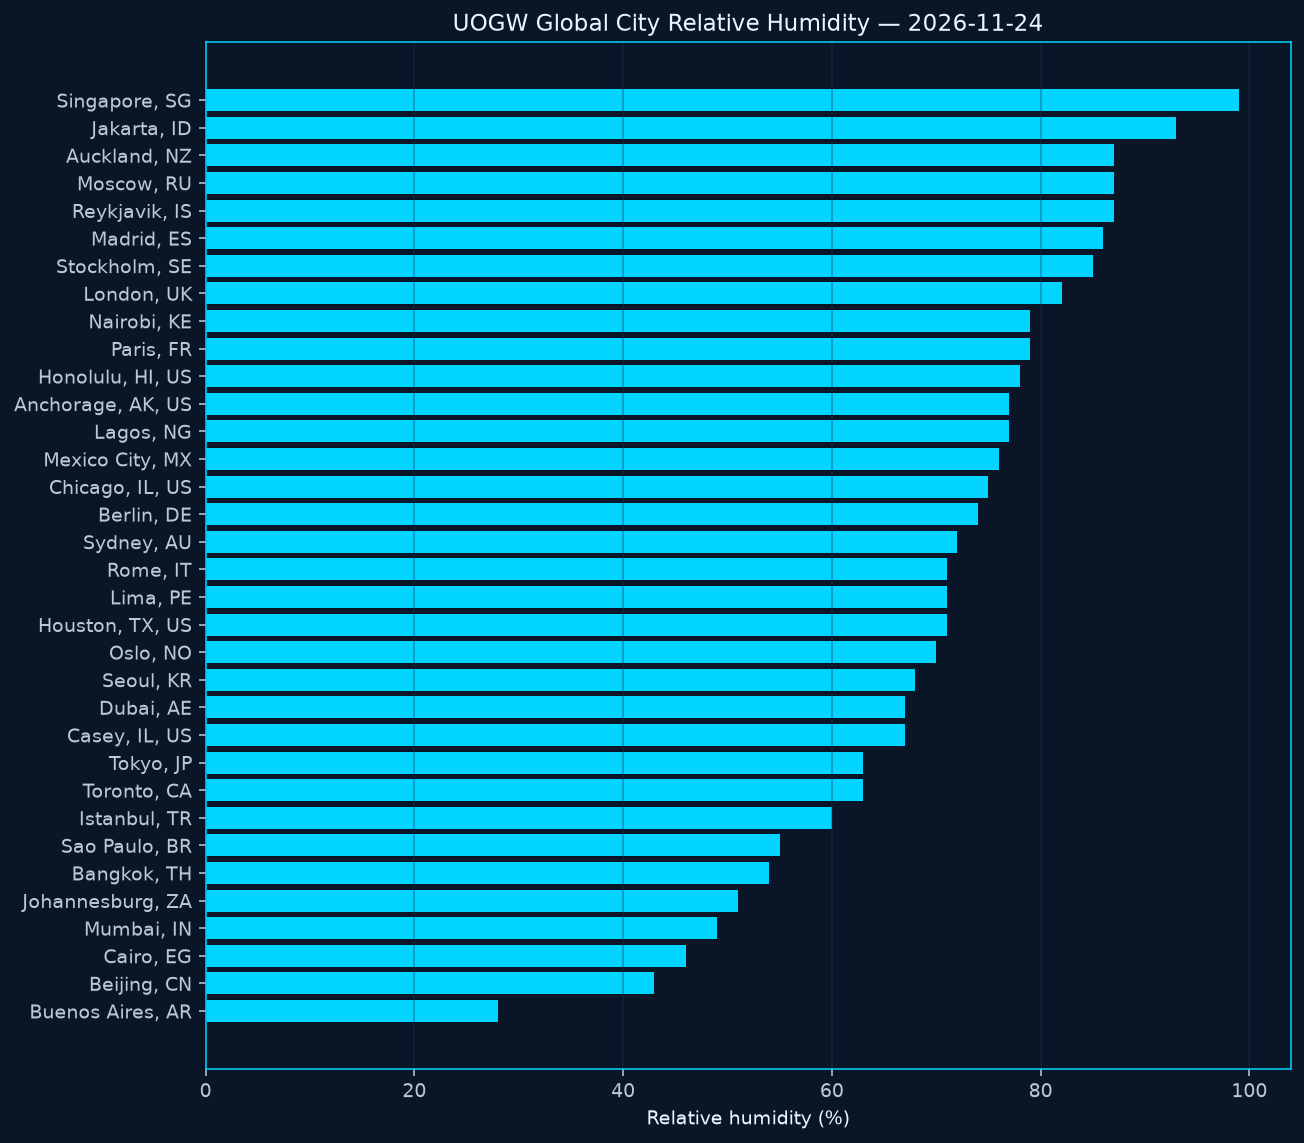 UOGW Global City Relative Humidity — 2026-11-24
Singapore, SG
Jakarta, ID
Auckland, NZ
Moscow, RU
Reykjavik, IS
Madrid, ES
Stockholm, SE
London, UK
Nairobi, KE
Paris, FR
Honolulu, HI, US
Anchorage, AK, US
Lagos, NG
Mexico City, MX
Chicago, IL, US
Berlin, DE
Sydney, AU
Rome, IT
Lima, PE
Houston, TX, US
Oslo, NO
Seoul, KR
Dubai, AE
Casey, IL, US
Tokyo, JP
Toronto, CA
Istanbul, TR
Sao Paulo, BR
Bangkok, TH
Johannesburg, ZA
Mumbai, IN
Cairo, EG
Beijing, CN
Buenos Aires, AR
0 20 40 60 80 100
Relative humidity (%)